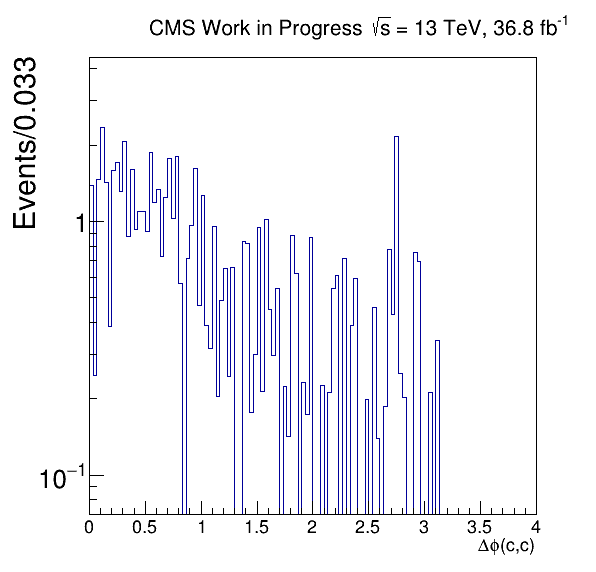 CMS Work in Progress √s = 13 TeV, 36.8 fb⁻¹
Events/0.033
1
10⁻¹
0 0.5 1 1.5 2 2.5 3 3.5 4
Δϕ(c,c)